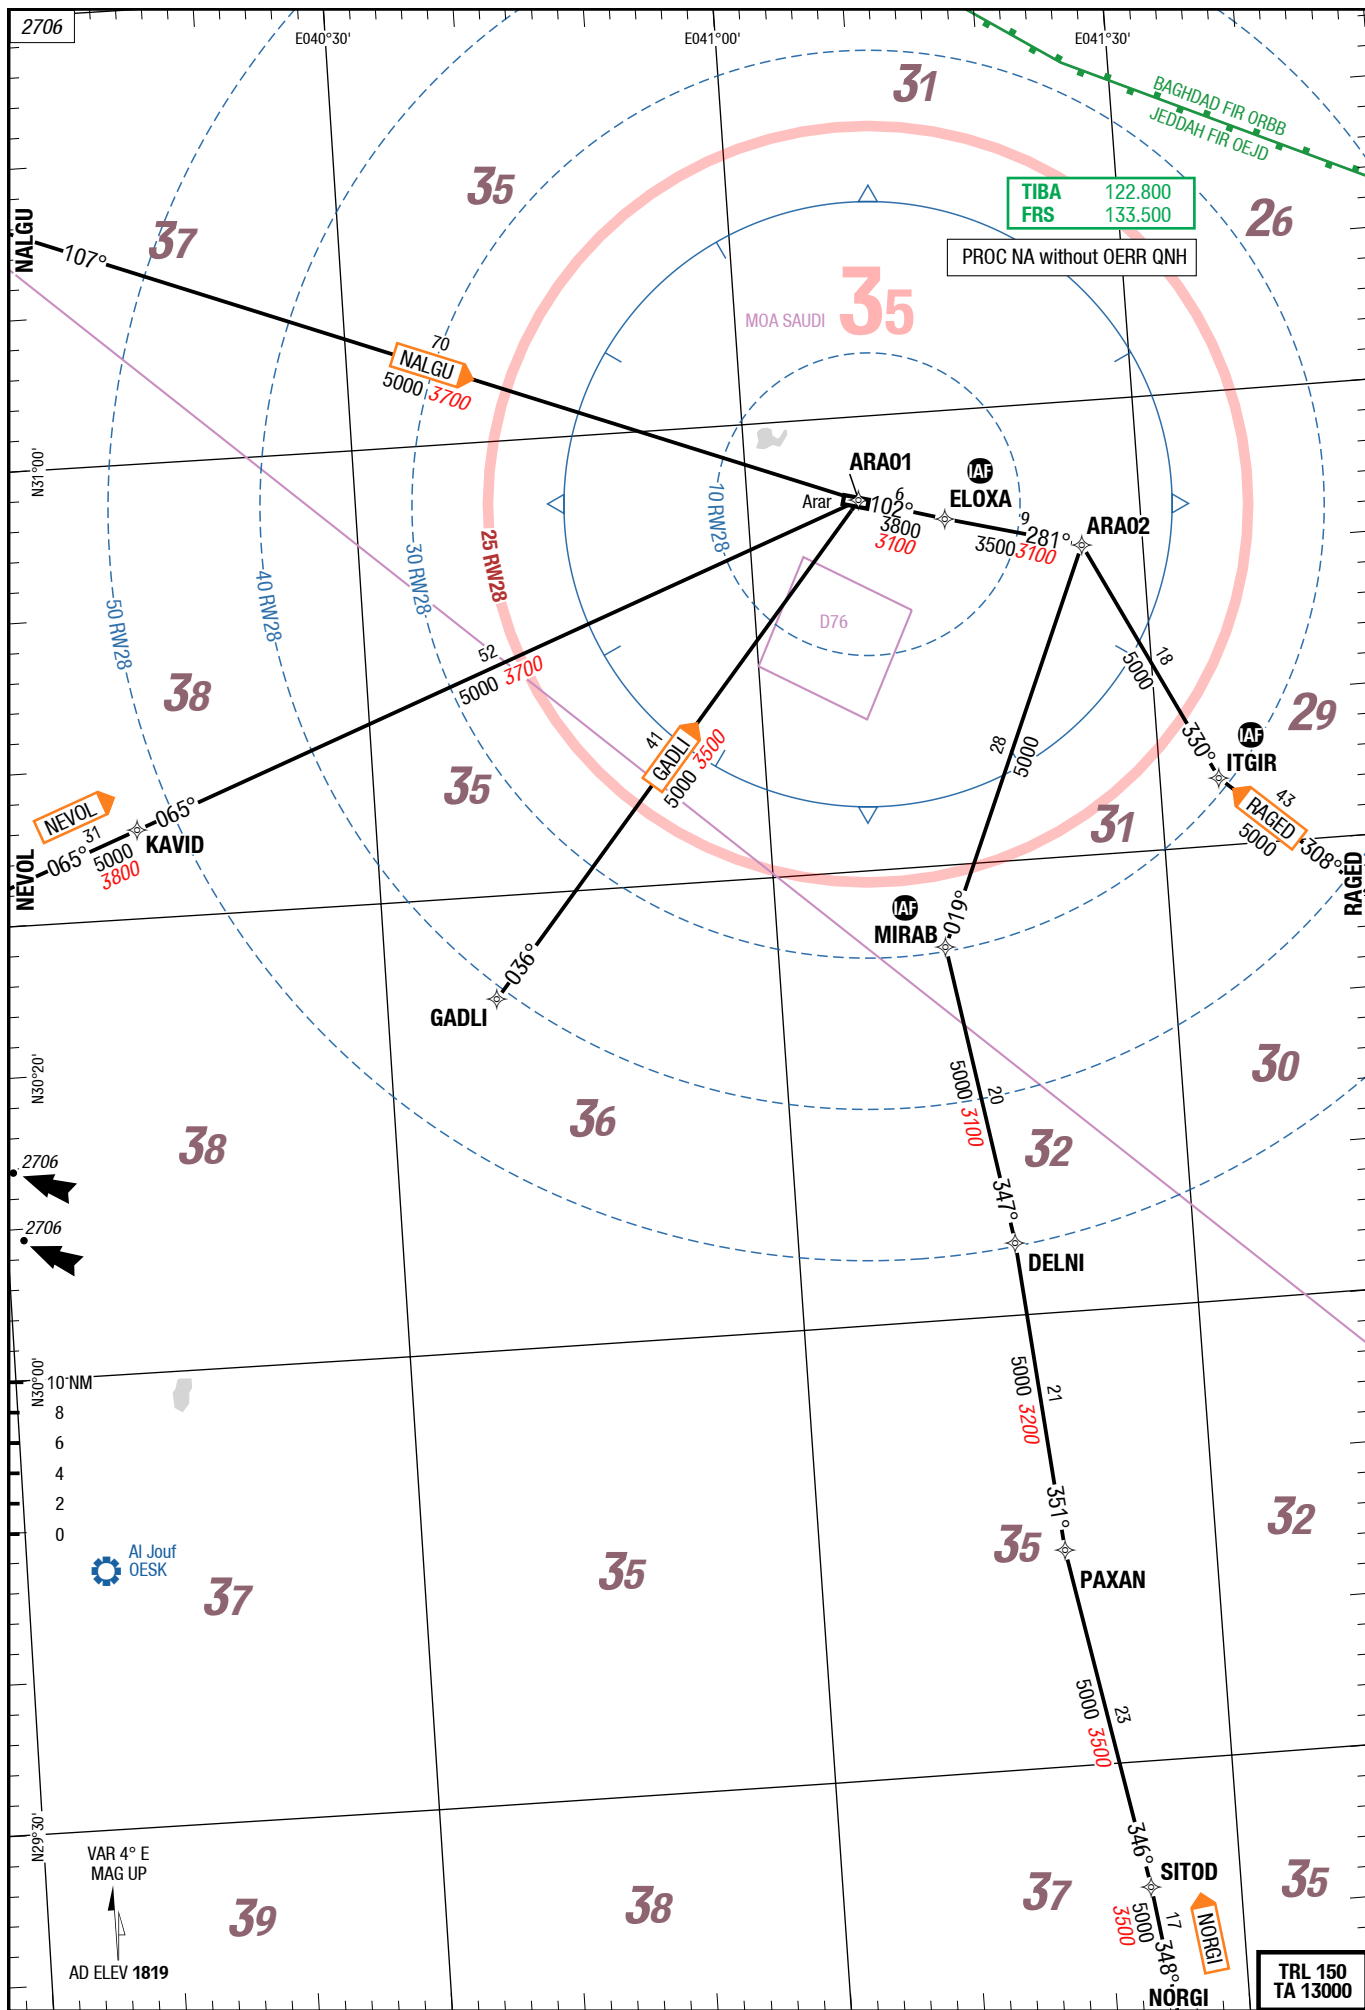 2706
E040°30'
E041°00'
E041°30'
31
BAGHDAD FIR ORBB
JEDDAH FIR OEJD
35
TIBA 122.800
FRS 133.500
26
NALGU
37
107°
PROC NA without OERR QNH
MOA SAUDI
35
70
NALGU
5000 3700
N31°00'
ARA01
IAF
ELOXA
Arar
102°
6
3800
3100
9
281°
3500 3100
ARA02
10 RW28
25 RW28
30 RW28
40 RW28
50 RW28
D76
52
5000 3700
38
18
5000
29
28
5000
330°
IAF
ITGIR
41
GADLI
5000 3500
35
43
RAGED
5000
308°
RAGED
31
NEVOL
31
065°
065°
KAVID
5000
3800
NEVOL
IAF
MIRAB
019°
036°
GADLI
N30°20'
5000 3100
20
30
36
38
32
2706
347°
2706
DELNI
N30°00'
10 NM
8
6
4
2
0
5000 3200
21
351°
32
35
35
PAXAN
Al Jouf
OESK
37
5000 3500
23
N29°30'
346°
VAR 4° E
MAG UP
SITOD
39
38
37
35
3500
5000
17
NORGI
348°
AD ELEV 1819
NORGI
TRL 150
TA 13000